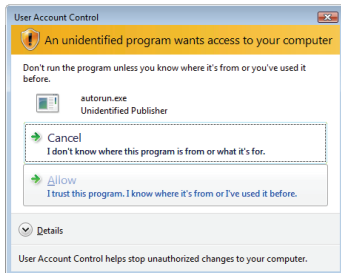 User Account Control
An unidentified program wants access to your computer
Don't run the program unless you know where it's from or you've used it
before.
autorun.exe
Unidentified Publisher
Cancel
I don't know where this program is from or what it's for.
Allow
I trust this program. I know where it's from or I've used it before.
Details
User Account Control helps stop unauthorized changes to your computer.